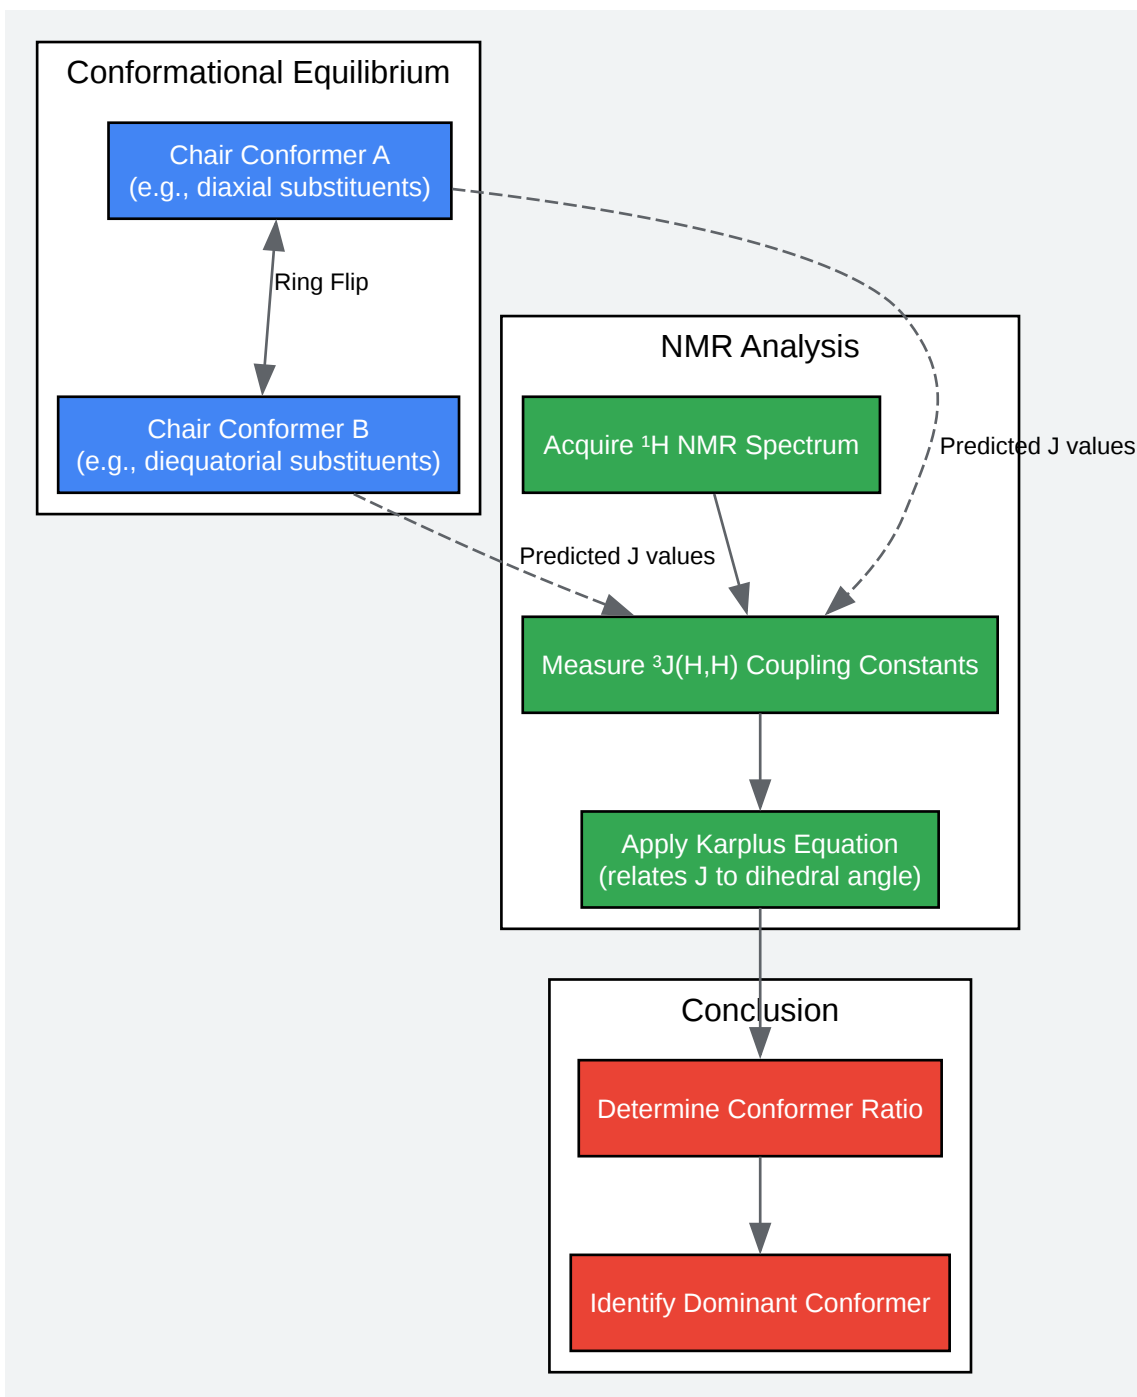 Conformational Equilibrium
Chair Conformer A
(e.g., diaxial substituents)
Ring Flip
Chair Conformer B
(e.g., diequatorial substituents)
NMR Analysis
Acquire ¹H NMR Spectrum
Predicted J values
Predicted J values
Measure ³J(H,H) Coupling Constants
Apply Karplus Equation
(relates J to dihedral angle)
Conclusion
Determine Conformer Ratio
Identify Dominant Conformer